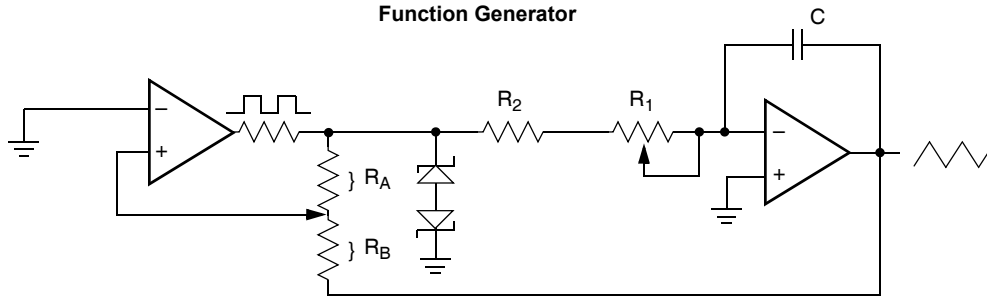 Function Generator
C
R2
R1
−
+
−
+
} RA
} RB